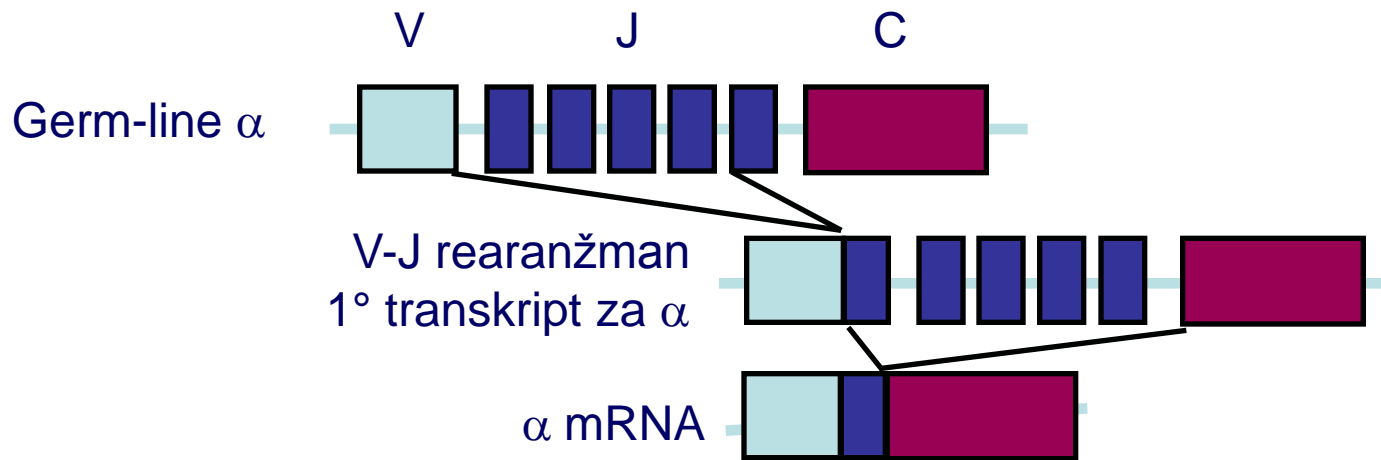 V J C
Germ-line α
V-J rearanžman
1° transkript za α
α mRNA